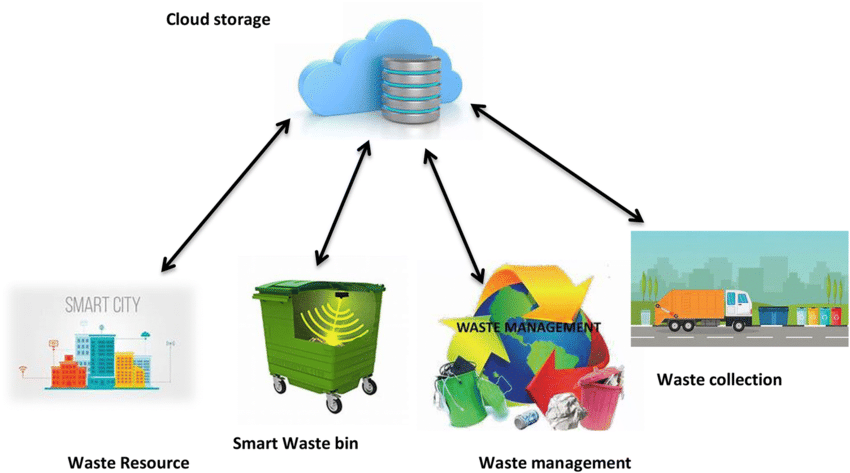 Cloud storage
SMART CITY
WASTE MANAGEMENT
Waste collection
Smart Waste bin
Waste Resource
Waste management